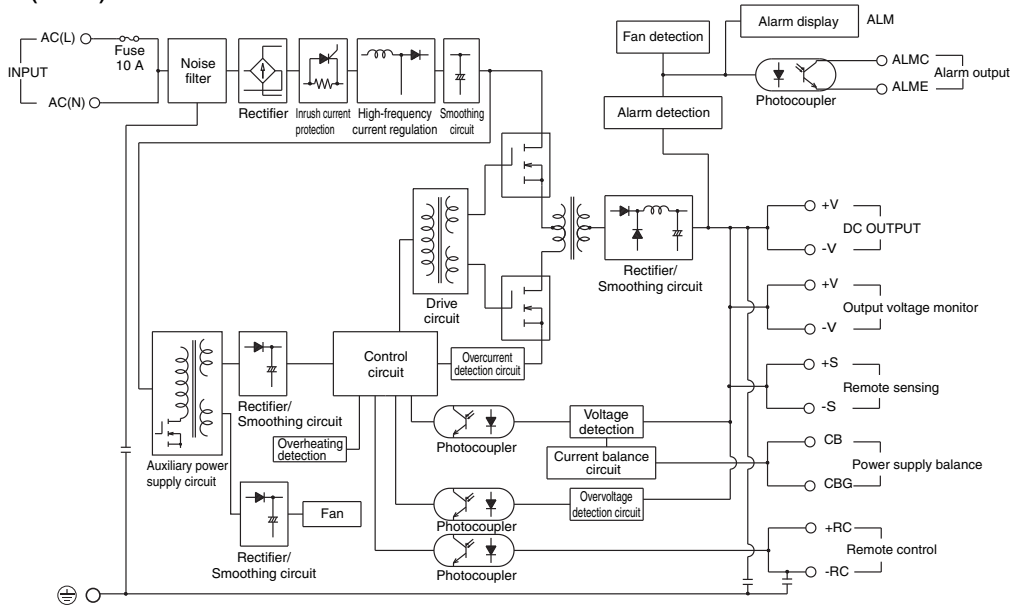 AC(L)
INPUT
AC(N)
Fuse
10 A
Noise
filter
Rectifier
Inrush current
protection
High-frequency
current regulation
Smoothing
circuit
Fan detection
Alarm display
ALM
Photocoupler
ALMC
ALME
Alarm output
Alarm detection
Drive
circuit
Rectifier/
Smoothing circuit
+V
DC OUTPUT
-V
+V
Output voltage monitor
-V
+S
Remote sensing
-S
CB
Power supply balance
CBG
+RC
Remote control
-RC
Auxiliary power
supply circuit
Rectifier/
Smoothing circuit
Control
circuit
Overcurrent
detection circuit
Overheating
detection
Photocoupler
Voltage
detection
Current balance
circuit
Photocoupler
Overvoltage
detection circuit
Photocoupler
Rectifier/
Smoothing circuit
Fan